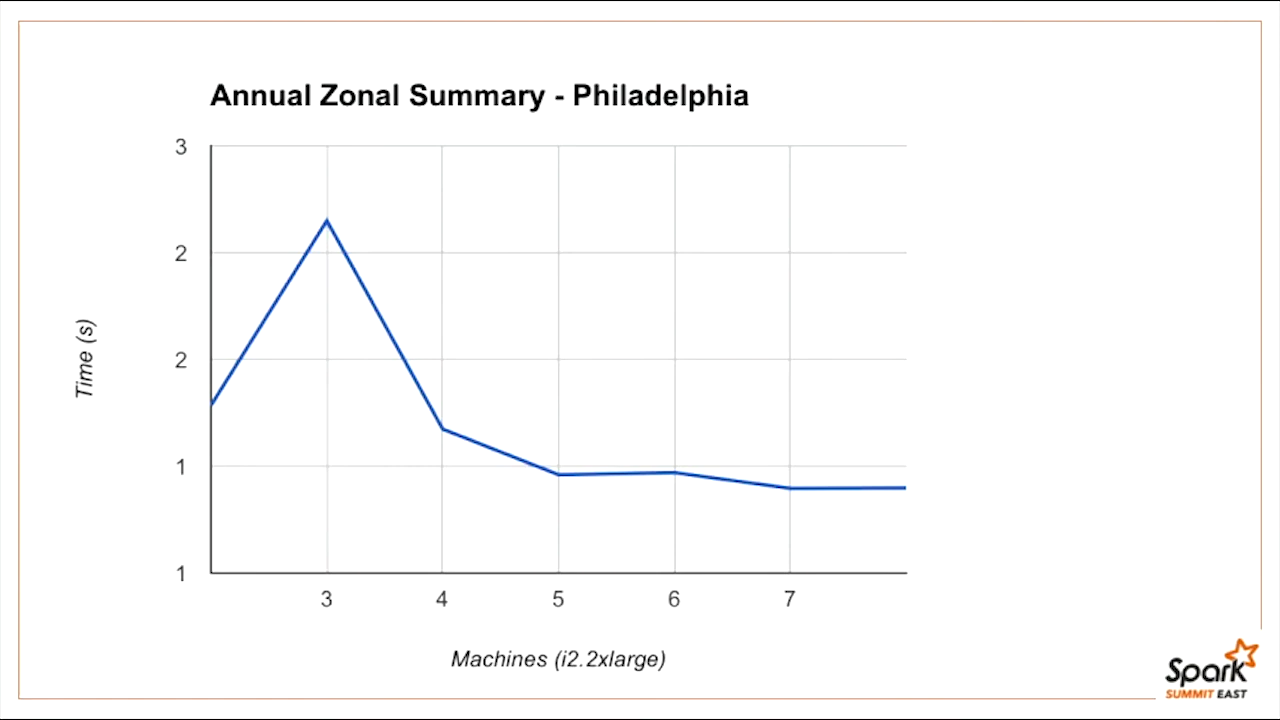 Annual Zonal Summary - Philadelphia
3
2
2
1
1
Time (s)
3 4 5 6 7
Machines (i2.2xlarge)
Spark
SUMMIT EAST